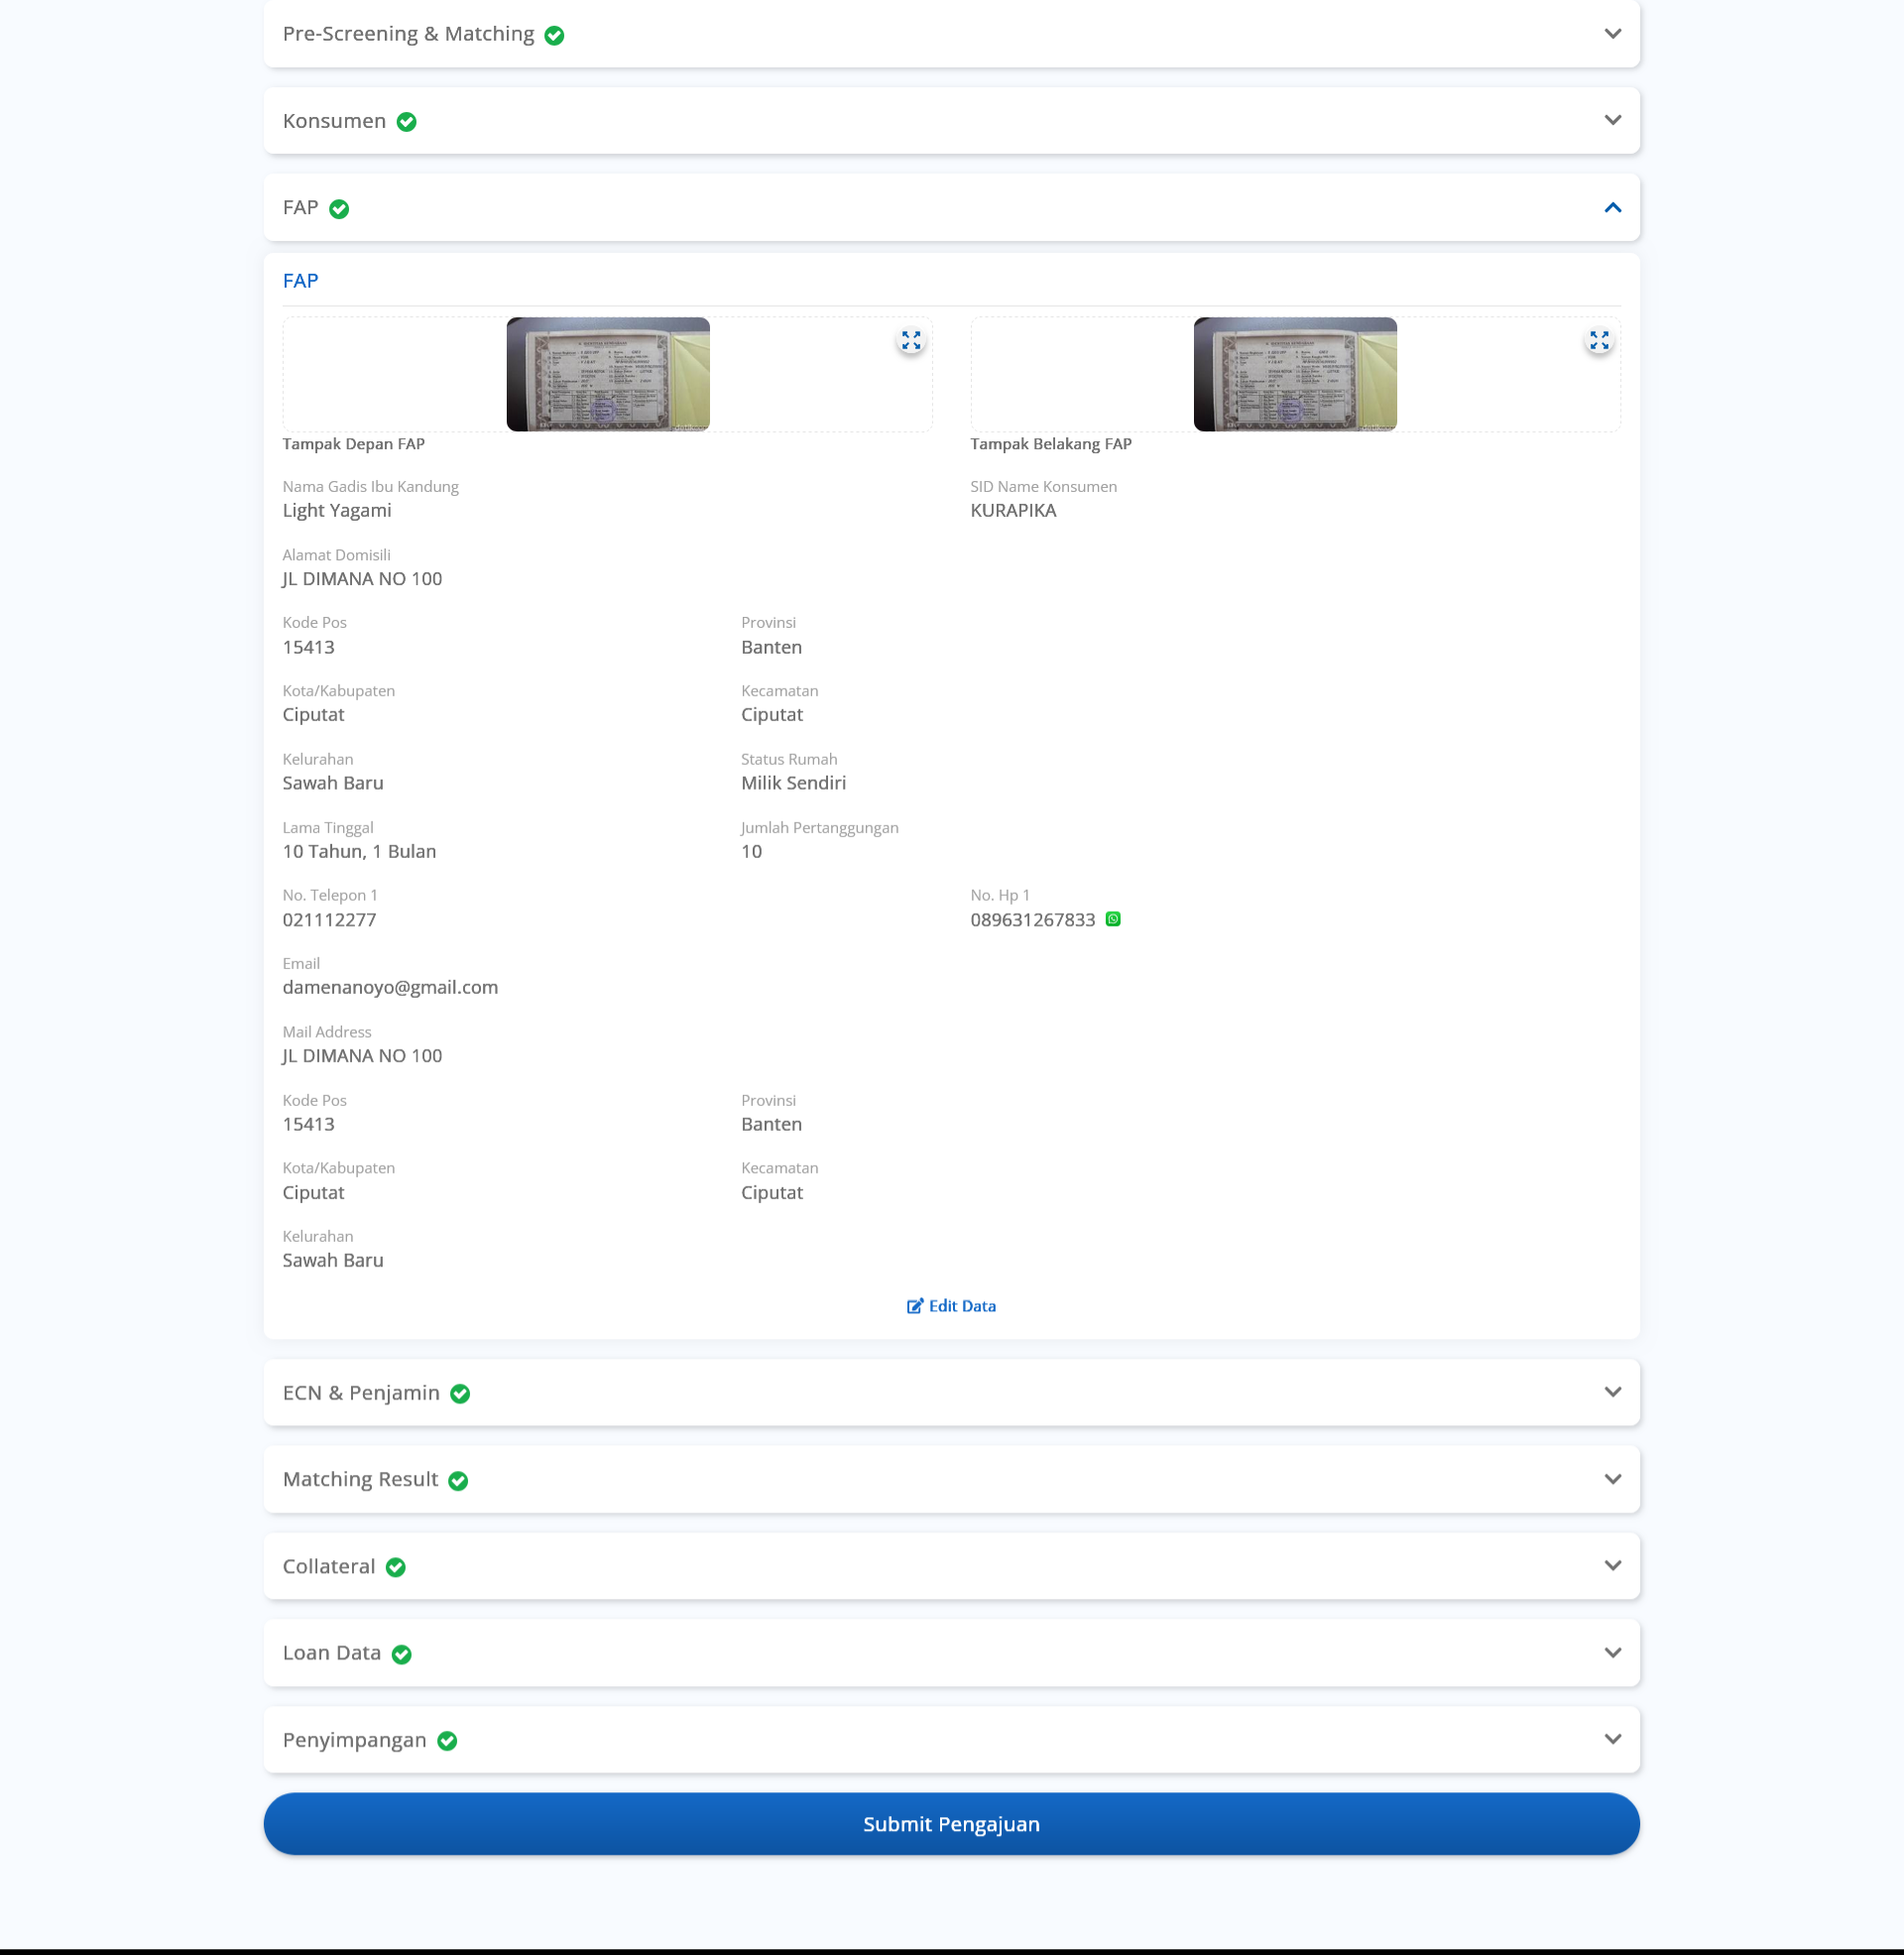 Pre-Screening & Matching
Konsumen
FAP
FAP
Tampak Depan FAP
Tampak Belakang FAP
Nama Gadis Ibu Kandung
Light Yagami
SID Name Konsumen
KURAPIKA
Alamat Domisili
JL DIMANA NO 100
Kode Pos
15413
Provinsi
Banten
Kota/Kabupaten
Ciputat
Kecamatan
Ciputat
Kelurahan
Sawah Baru
Status Rumah
Milik Sendiri
Lama Tinggal
10 Tahun, 1 Bulan
Jumlah Pertanggungan
10
No. Telepon 1
021112277
No. Hp 1
089631267833
Email
damenanoyo@gmail.com
Mail Address
JL DIMANA NO 100
Kode Pos
15413
Provinsi
Banten
Kota/Kabupaten
Ciputat
Kecamatan
Ciputat
Kelurahan
Sawah Baru
Edit Data
ECN & Penjamin
Matching Result
Collateral
Loan Data
Penyimpangan
Submit Pengajuan